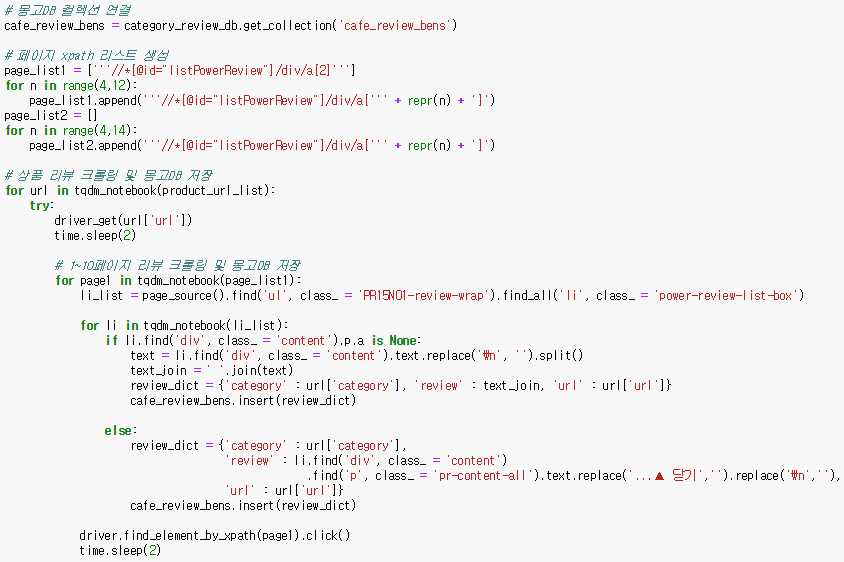 # 몽고DB 컬렉션 연결
cafe_review_bens = category_review_db.get_collection('cafe_review_bens')

# 페이지 xpath 리스트 생성
page_list1 = ['''//*[@id="listPowerReview"]/div/a[2]''']
for n in range(4,12):
    page_list1.append('''//*[@id="listPowerReview"]/div/a[''' + repr(n) + ']')
page_list2 = []
for n in range(4,14):
    page_list2.append('''//*[@id="listPowerReview"]/div/a[''' + repr(n) + ']')

# 상품 리뷰 크롤링 및 몽고DB 저장
for url in tqdm_notebook(product_url_list):
    try:
        driver_get(url['url'])
        time.sleep(2)

        # 1~10페이지 리뷰 크롤링 및 몽고DB 저장
        for page1 in tqdm_notebook(page_list1):
            li_list = page_source().find('ul', class_ = 'PR15N01-review-wrap').find_all('li', class_ = 'power-review-list-box')

            for li in tqdm_notebook(li_list):
                if li.find('div', class_ = 'content').p.a is None:
                    text = li.find('div', class_ = 'content').text.replace('₩n', '').split()
                    text_join = ' '.join(text)
                    review_dict = {'category' : url['category'], 'review' : text_join, 'url' : url['url']}
                    cafe_review_bens.insert(review_dict)

                else:
                    review_dict = {'category' : url['category'],
                                   'review' : li.find('div', class_ = 'content')
                                                .find('p', class_ = 'pr-content-all').text.replace('...▲ 닫기','').replace('₩n',''),
                                   'url' : url['url']}
                    cafe_review_bens.insert(review_dict)

            driver.find_element_by_xpath(page1).click()
            time.sleep(2)